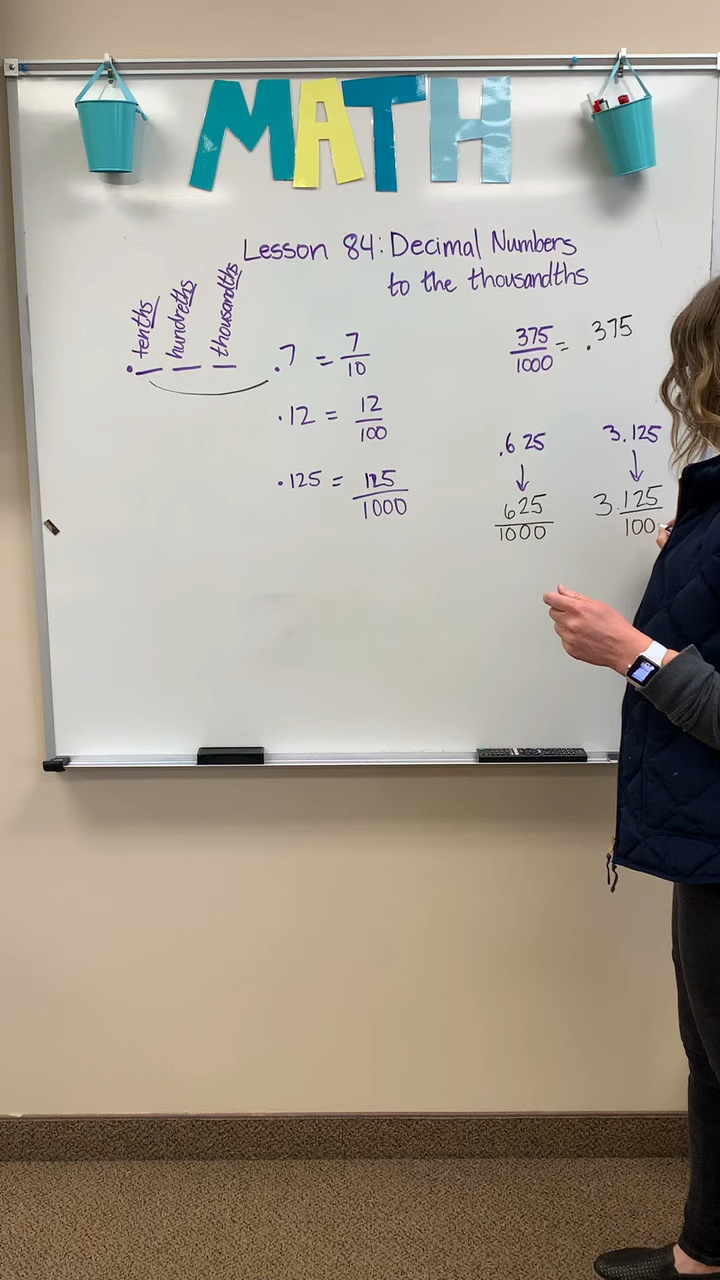 MATH
Lesson 84: Decimal Numbers
to the thousandths
.tenths hundreths thousandths
.7 = 7/10
.12 = 12/100
.125 = 125/1000
375/1000 = .375
.625
↓
625/1000
3.125
↓
3.125/100